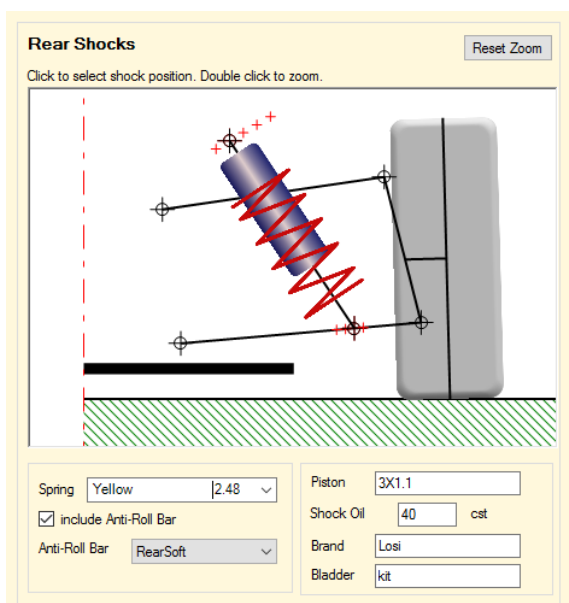 Rear Shocks
Reset Zoom
Click to select shock position. Double click to zoom.
Spring Yellow 2.48
include Anti-Roll Bar
Anti-Roll Bar RearSoft
Piston 3X1.1
Shock Oil 40 cst
Brand Losi
Bladder kit